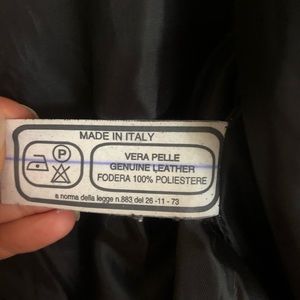 MADE IN ITALY
P
VERA PELLE
GENUINE LEATHER
FODERA 100% POLIESTERE
a norma della legge n.883 del 26 -11 - 73